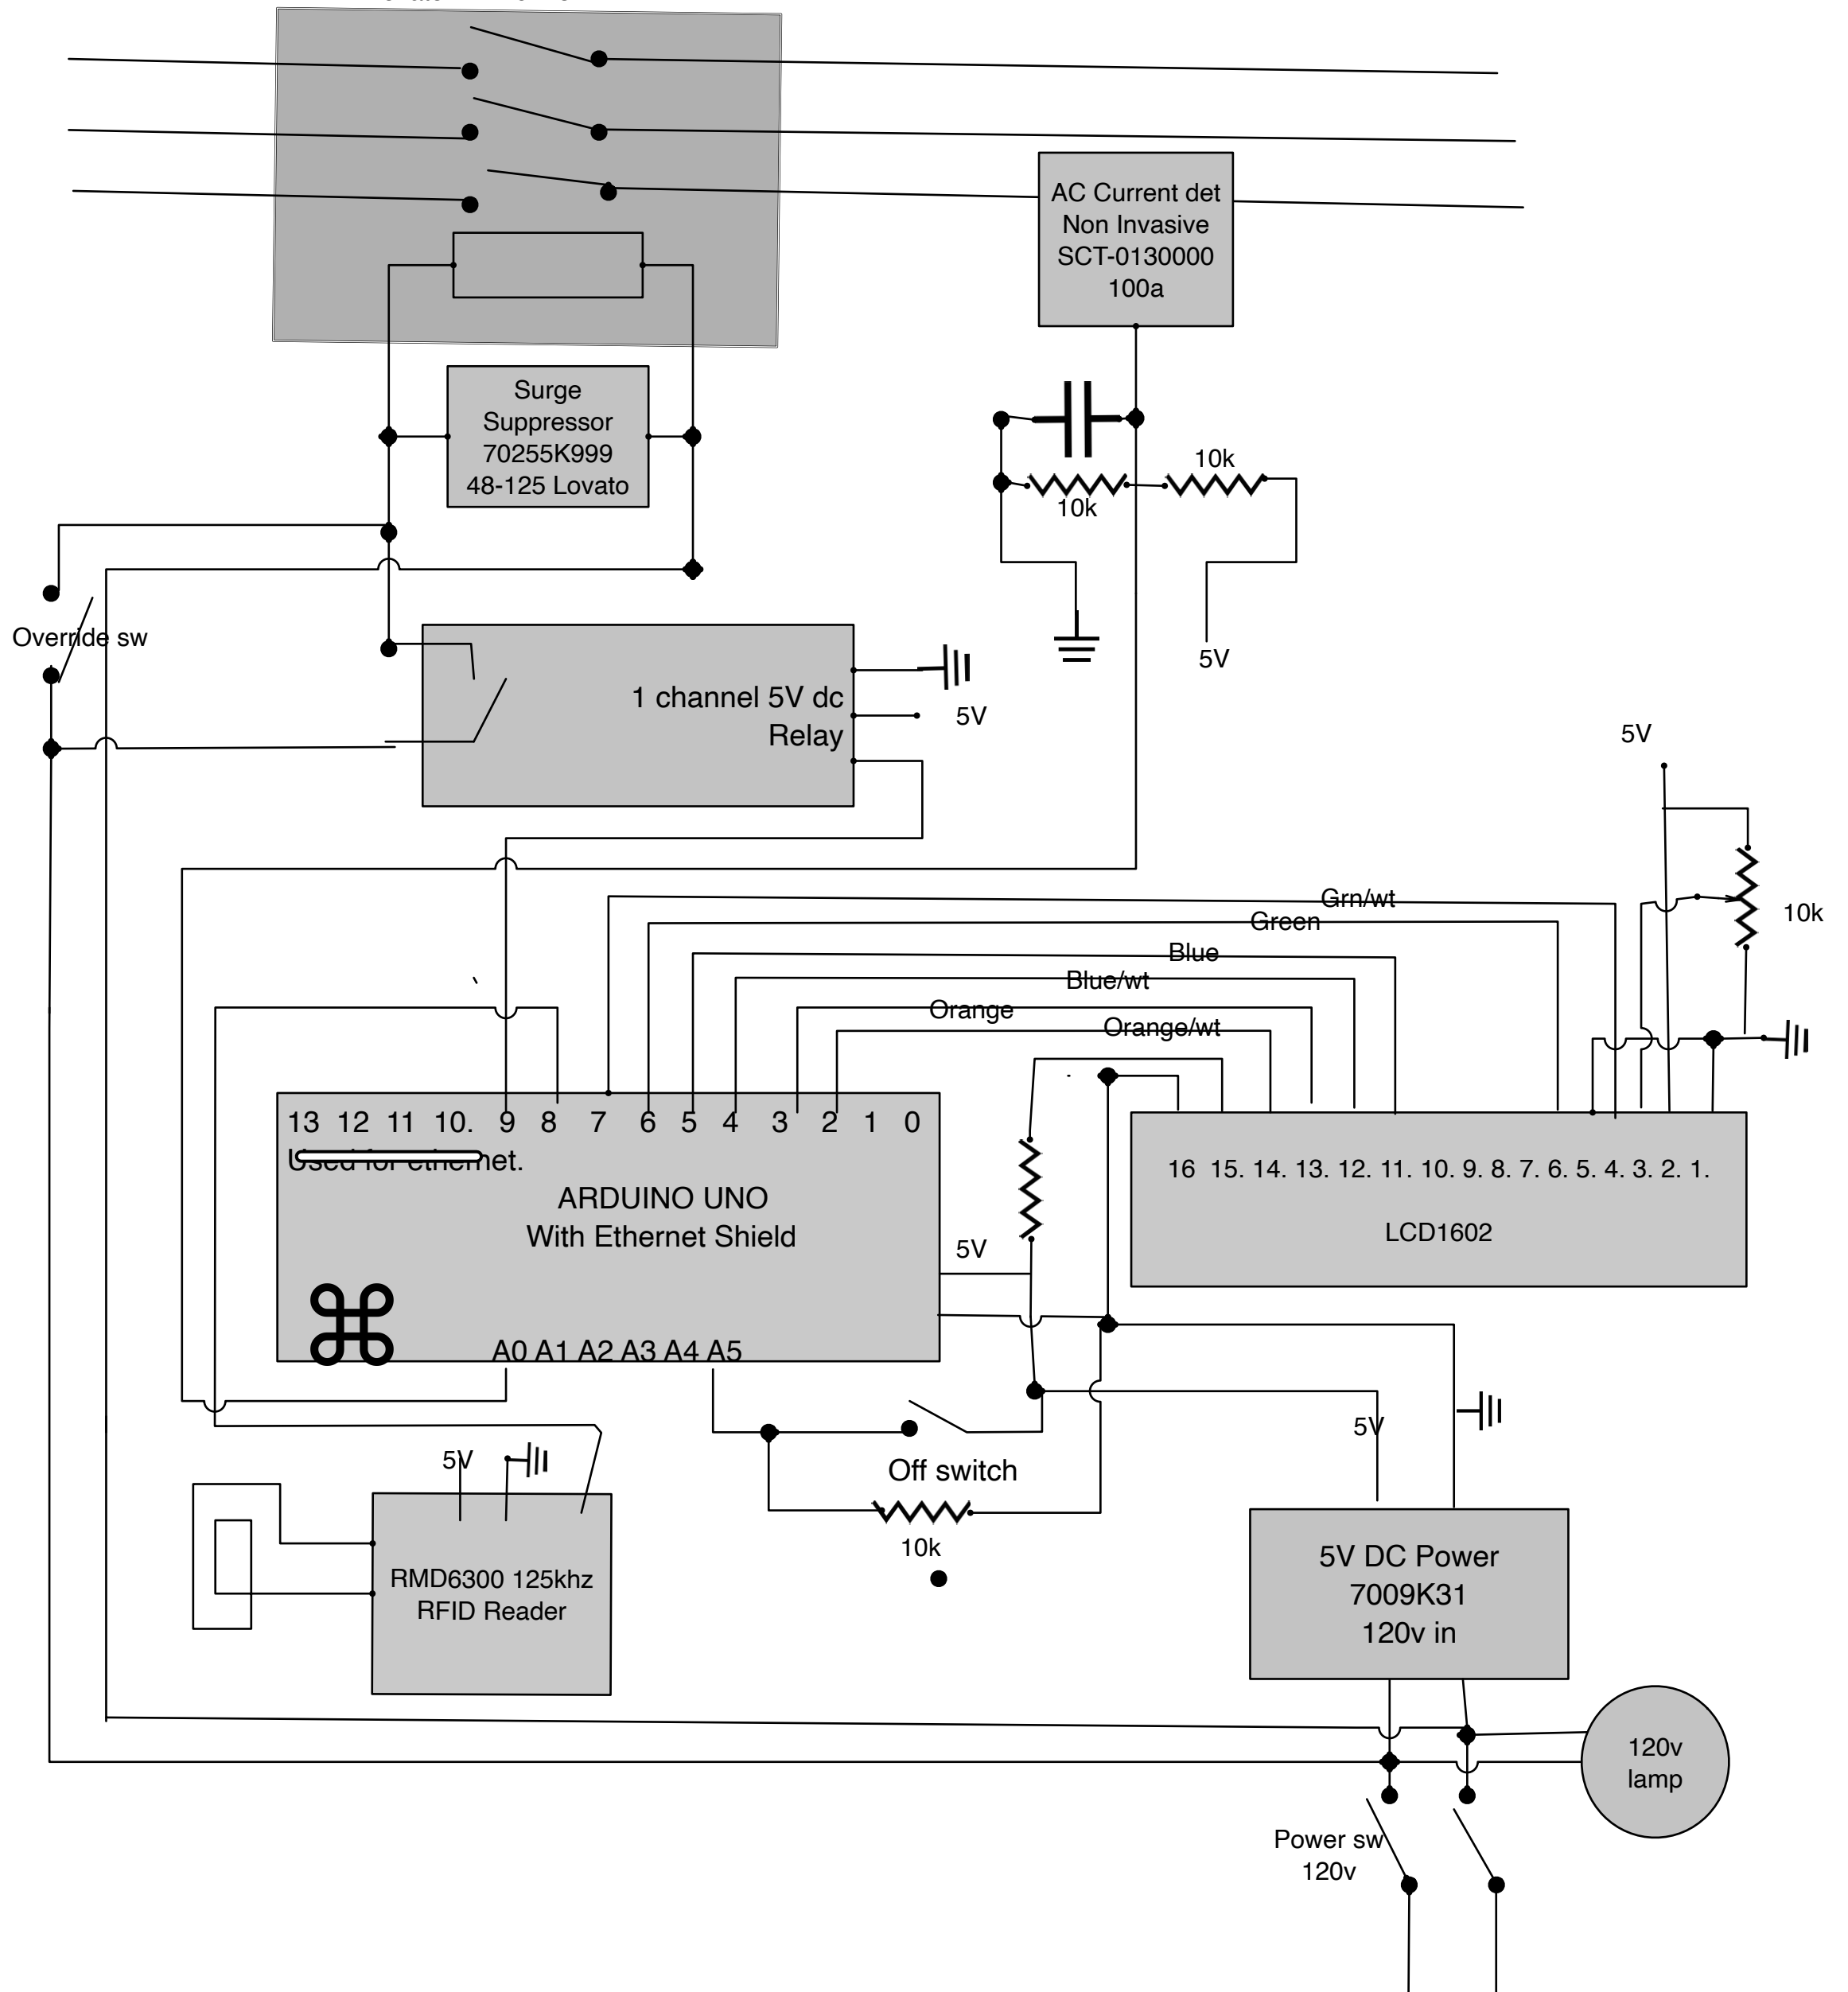 AC Current det
Non Invasive
SCT-0130000
100a
Surge
Suppressor
70255K999
48-125 Lovato
10k
10k
5V
Override sw
1 channel 5V dc
Relay
5V
5V
10k
Grn/wt
Green
Blue
Blue/wt
Orange
Orange/wt
13 12 11 10. 9 8 7 6 5 4 3 2 1 0
Used for ethernet.
ARDUINO UNO
With Ethernet Shield
A0 A1 A2 A3 A4 A5
16 15. 14. 13. 12. 11. 10. 9. 8. 7. 6. 5. 4. 3. 2. 1.
LCD1602
5V
5V
Off switch
10k
5V
RMD6300 125khz
RFID Reader
5V DC Power
7009K31
120v in
120v
lamp
Power sw
120v